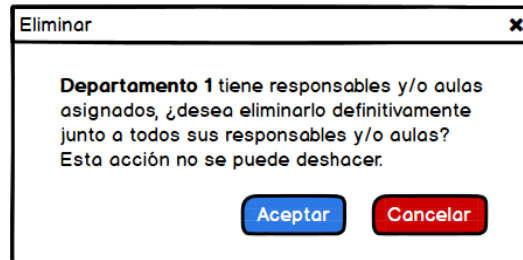 Eliminar
Departamento 1 tiene responsables y/o aulas
asignados, ¿desea eliminarlo definitivamente
junto a todos sus responsables y/o aulas?
Esta acción no se puede deshacer.
Aceptar Cancelar